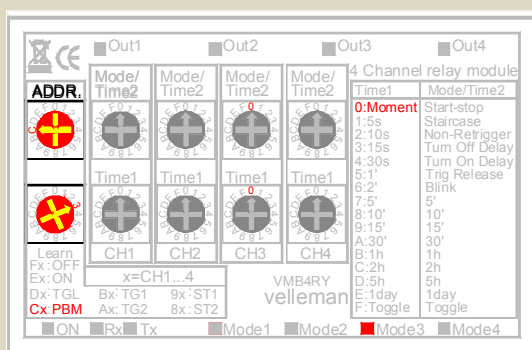 Out1 Out2 Out3 Out4
ADDR.
Mode/ Time2 Mode/ Time2 Mode/ Time2 Mode/ Time2
4 Channel relay module
Time1 Mode/Time2
0:Moment Start-stop
1:5s Staircase
2:10s Non-Retrigger
3:15s Turn Off Delay
4:30s Turn On Delay
5:1' Trig Release
6:2' Blink
7:5' 5'
8:10' 10'
9:15' 15'
A:30' 30'
B:1h 1h
C:2h 2h
D:5h 5h
E:1day 1day
F:Toggle Toggle
Time1 Time1 Time1 Time1
CH1 CH2 CH3 CH4
Learn
Fx:OFF
Ex:ON
Dx:TGL
Cx:PBM
x=CH1...4
Bx:TG1 9x:ST1
Ax:TG2 8x:ST2
VMB4RY
velleman
ON Rx Tx Mode1 Mode2 Mode3 Mode4